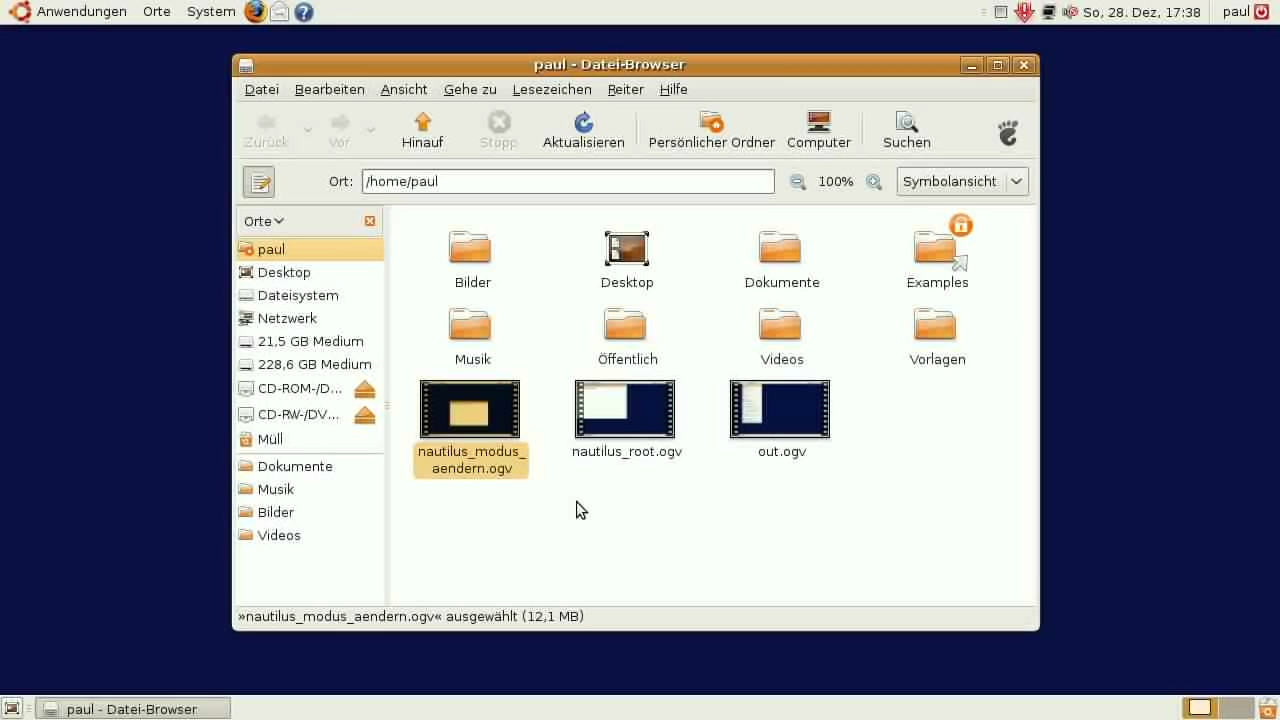 Anwendungen Orte System So, 28. Dez, 17:38 paul
paul - Datei-Browser
Datei Bearbeiten Ansicht Gehe zu Lesezeichen Reiter Hilfe
Zurück Vor Hinauf Stopp Aktualisieren Persönlicher Ordner Computer Suchen
Ort: /home/paul 100% Symbolansicht
Orte
paul
Desktop
Dateisystem
Netzwerk
21,5 GB Medium
228,6 GB Medium
CD-ROM-/D...
CD-RW-/DV...
Müll
Dokumente
Musik
Bilder
Videos
Bilder Desktop Dokumente Examples
Musik Öffentlich Videos Vorlagen
nautilus_modus_
aendern.ogv
nautilus_root.ogv
out.ogv
»nautilus_modus_aendern.ogv« ausgewählt (12,1 MB)
paul - Datei-Browser